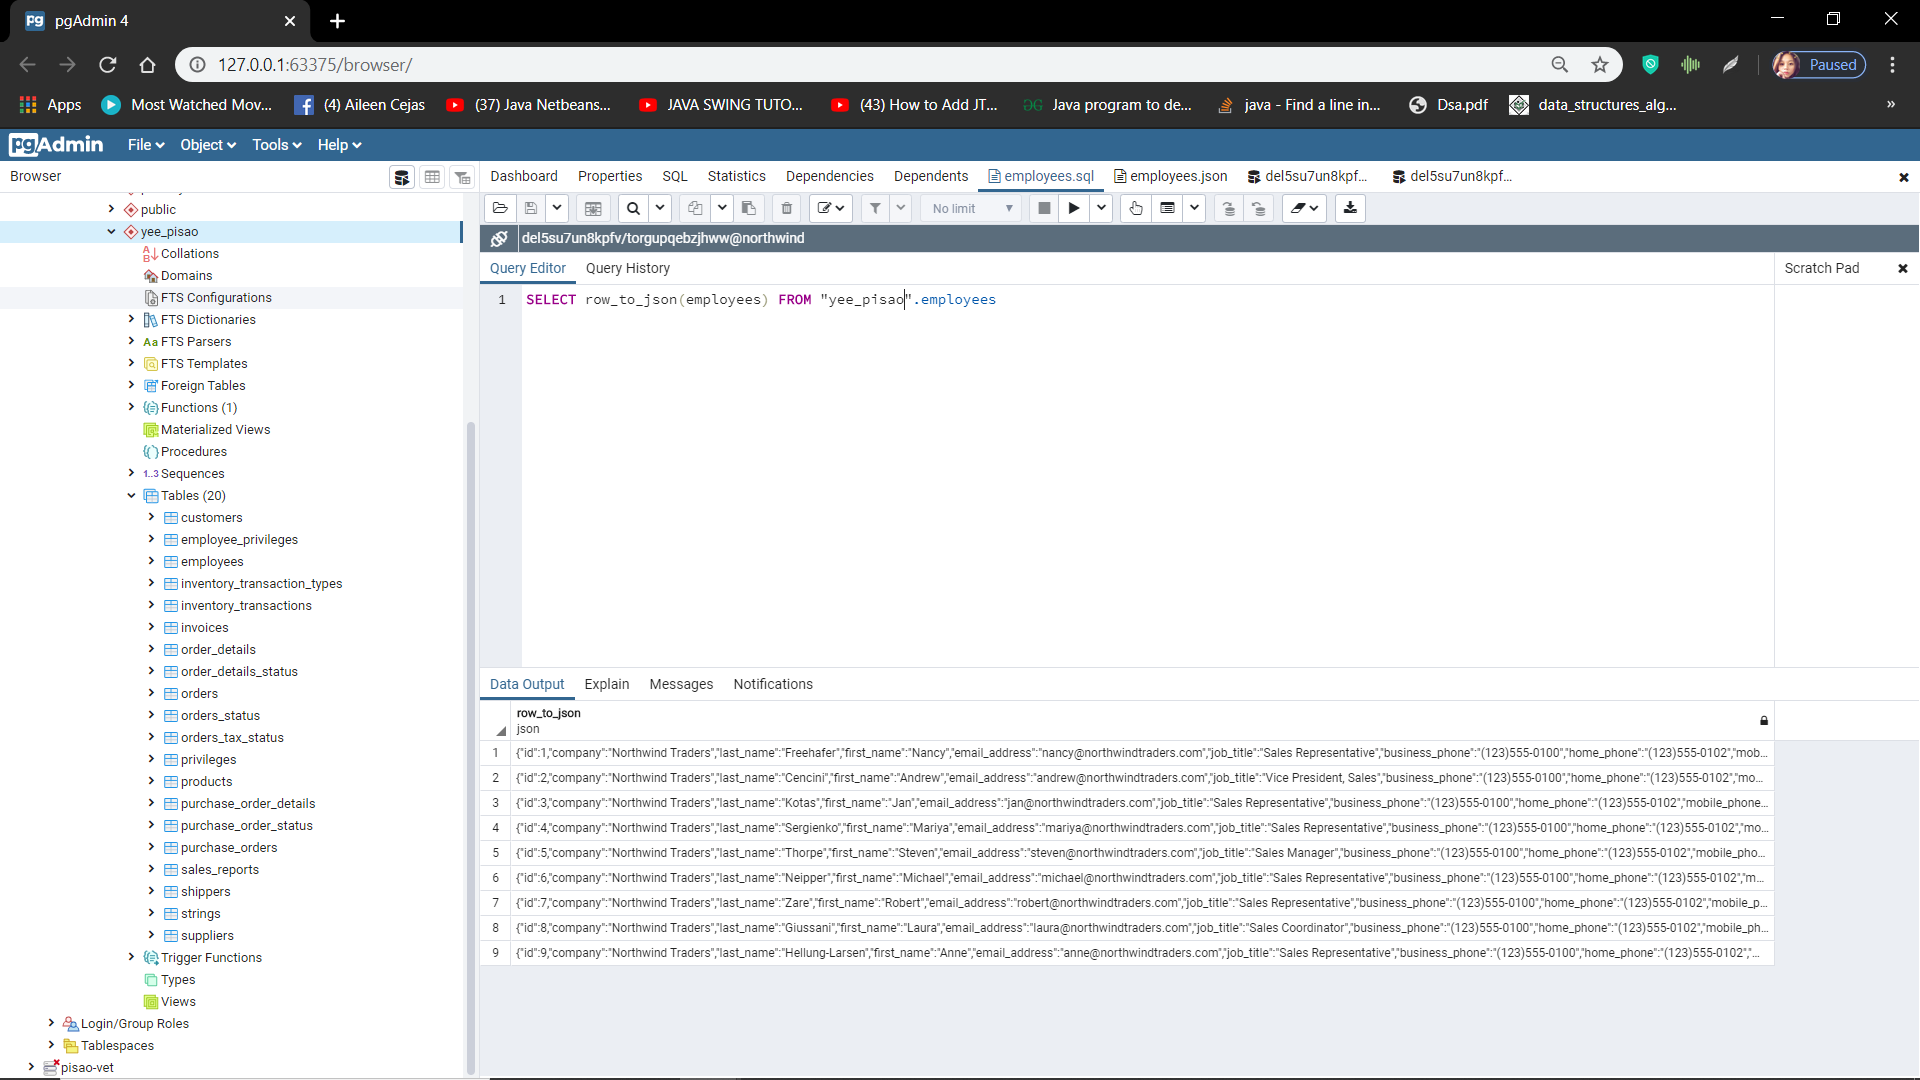 pgAdmin 4
127.0.0.1:63375/browser/
Paused
Apps
Most Watched Mov...
(4) Aileen Cejas
(37) Java Netbeans...
JAVA SWING TUTO...
(43) How to Add JT...
Java program to de...
java - Find a line in...
Dsa.pdf
data_structures_alg...
pgAdmin
File
Object
Tools
Help
Browser
Dashboard
Properties
SQL
Statistics
Dependencies
Dependents
employees.sql
employees.json
del5su7un8kpf...
del5su7un8kpf...
No limit
del5su7un8kpfv/torgupqebzjhww@northwind
Query Editor
Query History
Scratch Pad
1 SELECT row_to_json(employees) FROM "yee_pisao".employees
public
yee_pisao
Collations
Domains
FTS Configurations
FTS Dictionaries
FTS Parsers
FTS Templates
Foreign Tables
Functions (1)
Materialized Views
Procedures
1..3 Sequences
Tables (20)
customers
employee_privileges
employees
inventory_transaction_types
inventory_transactions
invoices
order_details
order_details_status
orders
orders_status
orders_tax_status
privileges
products
purchase_order_details
purchase_order_status
purchase_orders
sales_reports
shippers
strings
suppliers
Trigger Functions
Types
Views
Login/Group Roles
Tablespaces
pisao-vet
Data Output
Explain
Messages
Notifications
row_to_json
json
1 {"id":1,"company":"Northwind Traders","last_name":"Freehafer","first_name":"Nancy","email_address":"nancy@northwindtraders.com","job_title":"Sales Representative","business_phone":"(123)555-0100","home_phone":"(123)555-0102","mob...
2 {"id":2,"company":"Northwind Traders","last_name":"Cencini","first_name":"Andrew","email_address":"andrew@northwindtraders.com","job_title":"Vice President, Sales","business_phone":"(123)555-0100","home_phone":"(123)555-0102","mo...
3 {"id":3,"company":"Northwind Traders","last_name":"Kotas","first_name":"Jan","email_address":"jan@northwindtraders.com","job_title":"Sales Representative","business_phone":"(123)555-0100","home_phone":"(123)555-0102","mobile_phone...
4 {"id":4,"company":"Northwind Traders","last_name":"Sergienko","first_name":"Mariya","email_address":"mariya@northwindtraders.com","job_title":"Sales Representative","business_phone":"(123)555-0100","home_phone":"(123)555-0102","mo...
5 {"id":5,"company":"Northwind Traders","last_name":"Thorpe","first_name":"Steven","email_address":"steven@northwindtraders.com","job_title":"Sales Manager","business_phone":"(123)555-0100","home_phone":"(123)555-0102","mobile_pho...
6 {"id":6,"company":"Northwind Traders","last_name":"Neipper","first_name":"Michael","email_address":"michael@northwindtraders.com","job_title":"Sales Representative","business_phone":"(123)555-0100","home_phone":"(123)555-0102","m...
7 {"id":7,"company":"Northwind Traders","last_name":"Zare","first_name":"Robert","email_address":"robert@northwindtraders.com","job_title":"Sales Representative","business_phone":"(123)555-0100","home_phone":"(123)555-0102","mobile_p...
8 {"id":8,"company":"Northwind Traders","last_name":"Giussani","first_name":"Laura","email_address":"laura@northwindtraders.com","job_title":"Sales Coordinator","business_phone":"(123)555-0100","home_phone":"(123)555-0102","mobile_ph...
9 {"id":9,"company":"Northwind Traders","last_name":"Hellung-Larsen","first_name":"Anne","email_address":"anne@northwindtraders.com","job_title":"Sales Representative","business_phone":"(123)555-0100","home_phone":"(123)555-0102","...